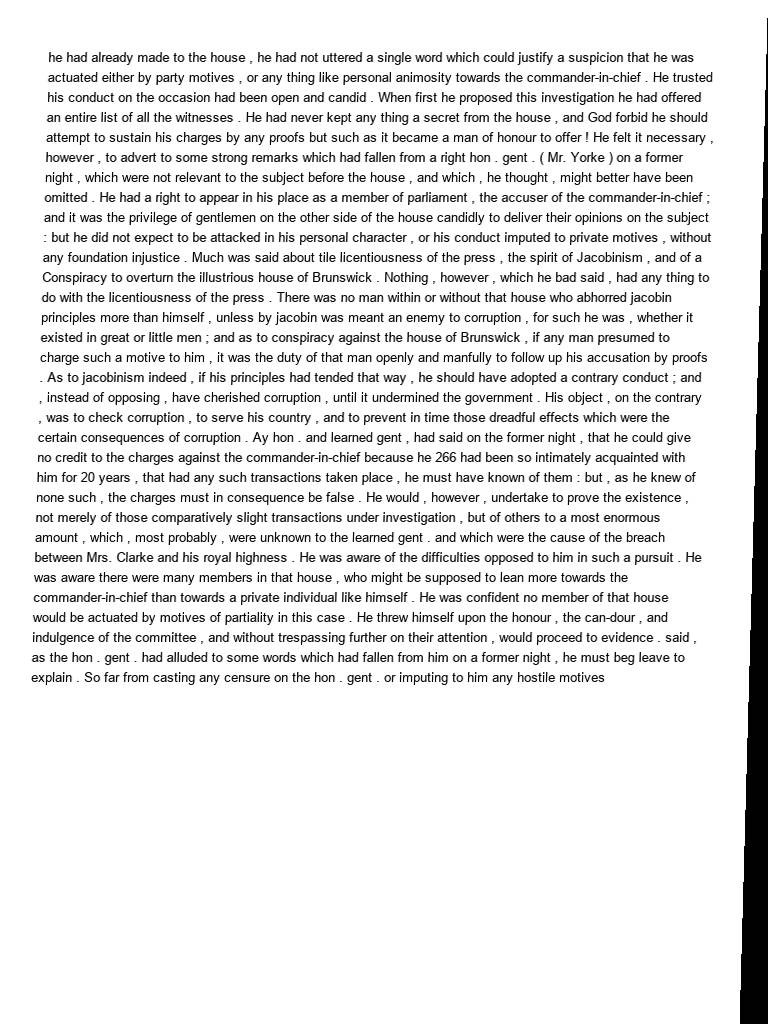 he had already made to the house , he had not uttered a single word which could justify a suspicion that he was
actuated either by party motives , or any thing like personal animosity towards the commander-in-chief . He trusted
his conduct on the occasion had been open and candid . When first he proposed this investigation he had offered
an entire list of all the witnesses . He had never kept any thing a secret from the house , and God forbid he should
attempt to sustain his charges by any proofs but such as it became a man of honour to offer ! He felt it necessary ,
however , to advert to some strong remarks which had fallen from a right hon . gent . ( Mr. Yorke ) on a former
night , which were not relevant to the subject before the house , and which , he thought , might better have been
omitted . He had a right to appear in his place as a member of parliament , the accuser of the commander-in-chief ;
and it was the privilege of gentlemen on the other side of the house candidly to deliver their opinions on the subject
: but he did not expect to be attacked in his personal character , or his conduct imputed to private motives , without
any foundation injustice . Much was said about tile licentiousness of the press , the spirit of Jacobinism , and of a
Conspiracy to overturn the illustrious house of Brunswick . Nothing , however , which he bad said , had any thing to
do with the licentiousness of the press . There was no man within or without that house who abhorred jacobin
principles more than himself , unless by jacobin was meant an enemy to corruption , for such he was , whether it
existed in great or little men ; and as to conspiracy against the house of Brunswick , if any man presumed to
charge such a motive to him , it was the duty of that man openly and manfully to follow up his accusation by proofs
. As to jacobinism indeed , if his principles had tended that way , he should have adopted a contrary conduct ; and
, instead of opposing , have cherished corruption , until it undermined the government . His object , on the contrary
, was to check corruption , to serve his country , and to prevent in time those dreadful effects which were the
certain consequences of corruption . Ay hon . and learned gent , had said on the former night , that he could give
no credit to the charges against the commander-in-chief because he 266 had been so intimately acquainted with
him for 20 years , that had any such transactions taken place , he must have known of them : but , as he knew of
none such , the charges must in consequence be false . He would , however , undertake to prove the existence ,
not merely of those comparatively slight transactions under investigation , but of others to a most enormous
amount , which , most probably , were unknown to the learned gent . and which were the cause of the breach
between Mrs. Clarke and his royal highness . He was aware of the difficulties opposed to him in such a pursuit . He
was aware there were many members in that house , who might be supposed to lean more towards the
commander-in-chief than towards a private individual like himself . He was confident no member of that house
would be actuated by motives of partiality in this case . He threw himself upon the honour , the can-dour , and
indulgence of the committee , and without trespassing further on their attention , would proceed to evidence . said ,
as the hon . gent . had alluded to some words which had fallen from him on a former night , he must beg leave to
explain . So far from casting any censure on the hon . gent . or imputing to him any hostile motives